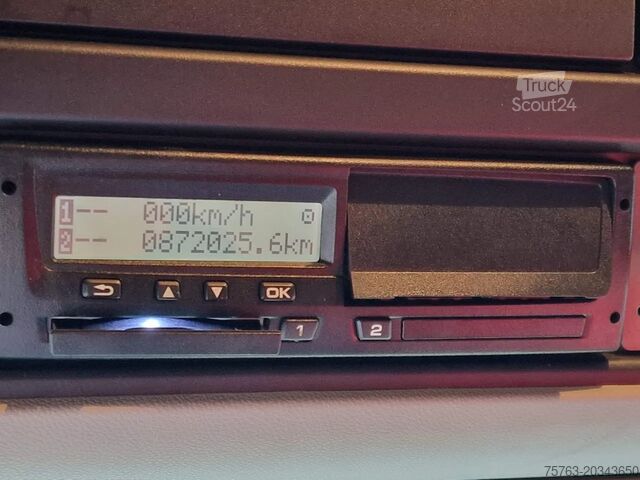 Truck
Scout24
1-- 000km/h
2-- 0872025.6km
OK
1
2
75763-20343650